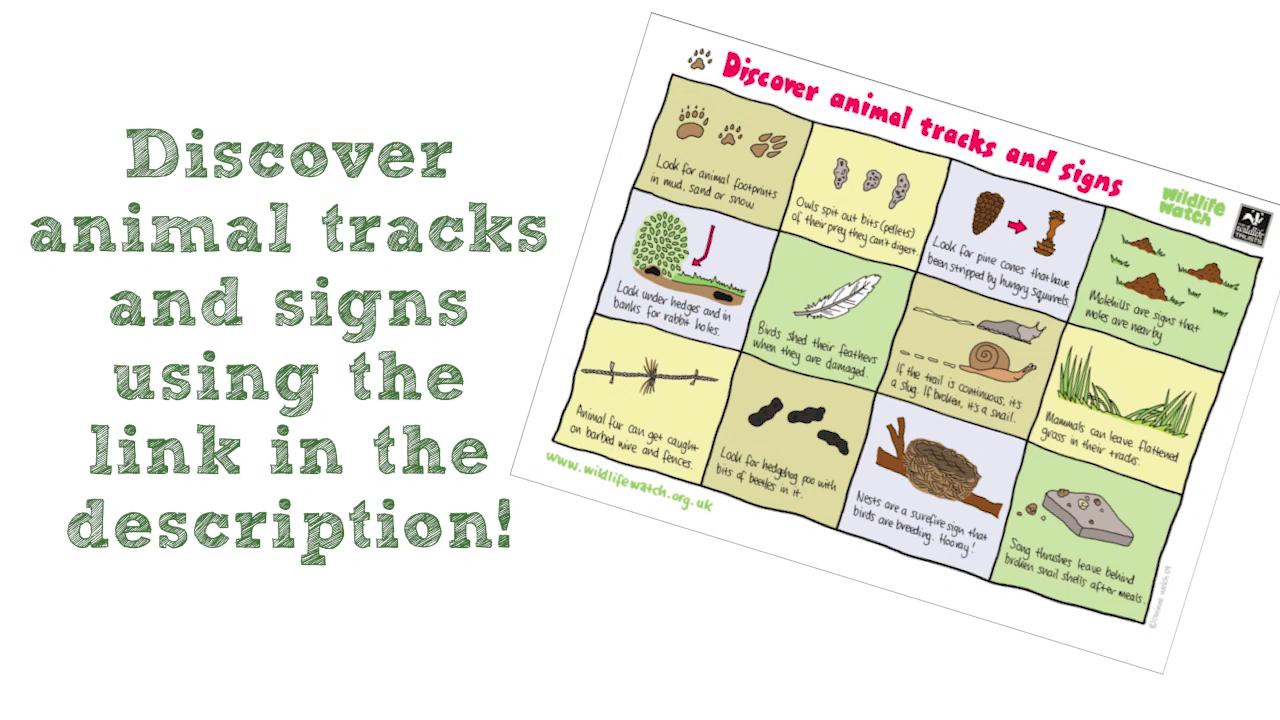 Discover
animal tracks
and signs
using the
link in the
description!
Discover animal tracks and signs
wildlife
watch
wildlife
TRUSTS
Look for animal footprints
in mud, sand or snow
Owls spit out bits (pellets)
of their prey they can't digest.
Look for pine cones that have
been stripped by hungry squirrels.
Molehills are signs that
moles are nearby
Look under hedges and in
banks for rabbit holes.
Birds shed their feathers
when they are damaged.
If the trail is continuous, it's
a slug. If broken, it's a snail.
Mammals can leave flattened
grass in their tracks.
Animal fur can get caught
on barbed wire and fences.
Look for hedgehog poo with
bits of beetles in it.
Nests are a surefire sign that
birds are breeding. Hooray!
Song thrushes leave behind
broken snail shells after meals.
www.wildlifewatch.org.uk